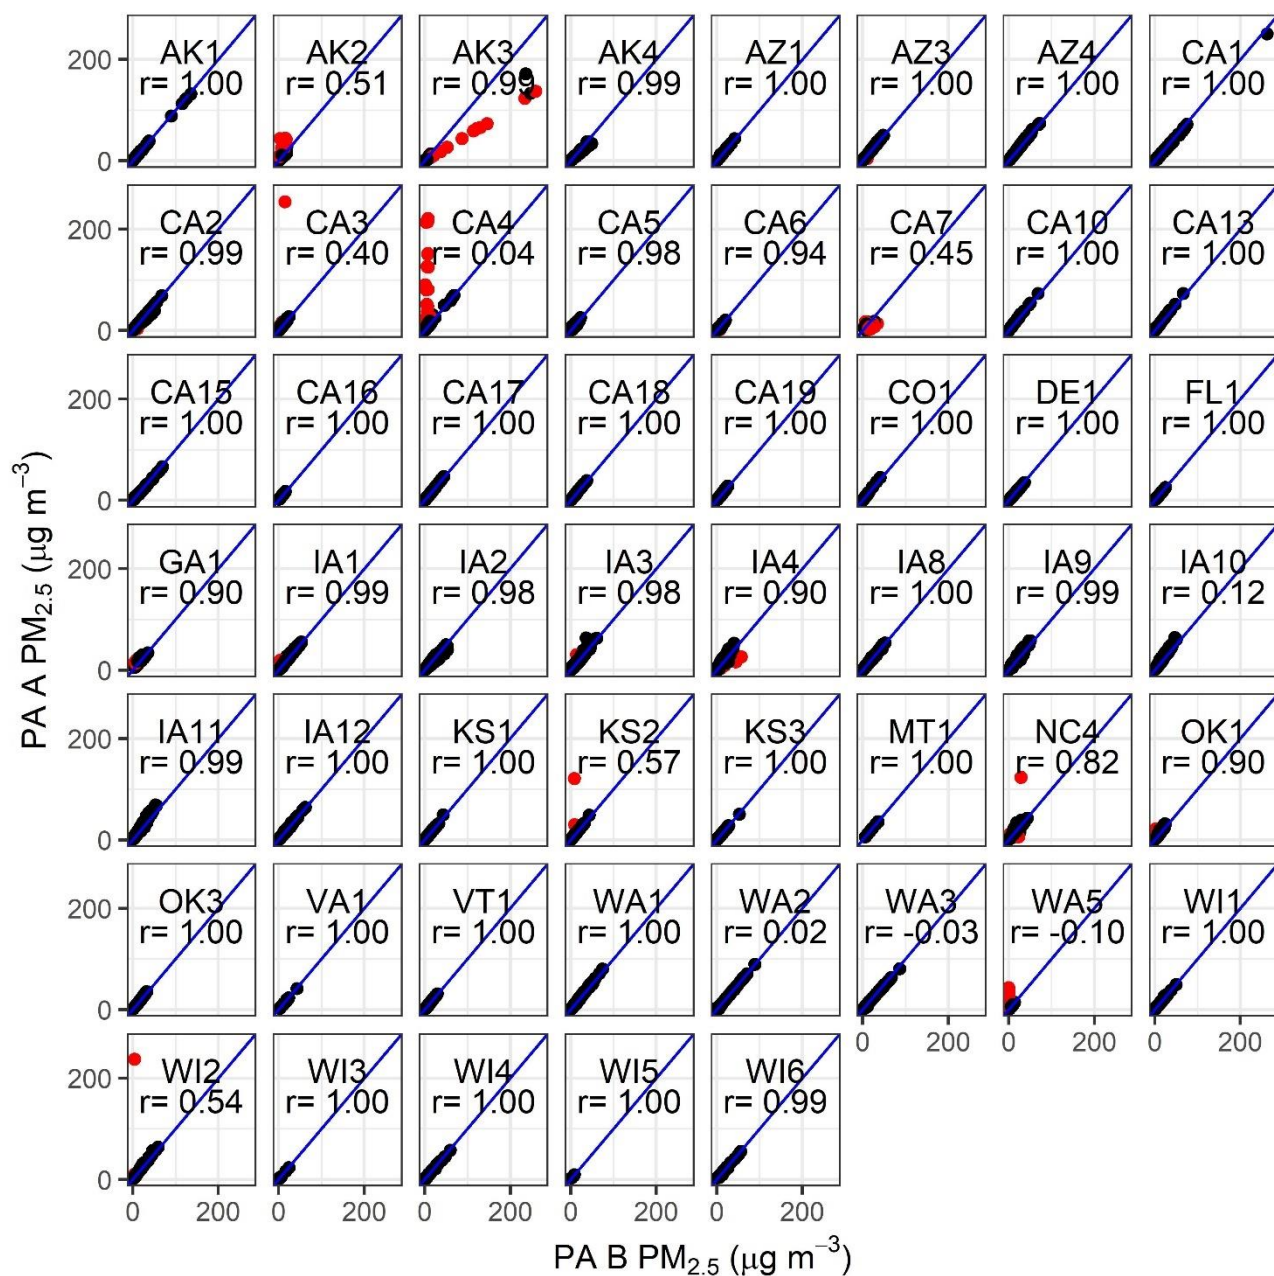 AK1 AK2 AK3 AK4 AZ1 AZ3 AZ4 CA1
200
r= 1.00 r= 0.51 r= 0.99 r= 0.99 r= 1.00 r= 1.00 r= 1.00 r= 1.00
0
CA2 CA3 CA4 CA5 CA6 CA7 CA10 CA13
200
r= 0.99 r= 0.40 r= 0.04 r= 0.98 r= 0.94 r= 0.45 r= 1.00 r= 1.00
0
CA15 CA16 CA17 CA18 CA19 CO1 DE1 FL1
200
r= 1.00 r= 1.00 r= 1.00 r= 1.00 r= 1.00 r= 1.00 r= 1.00 r= 1.00
0
GA1 IA1 IA2 IA3 IA4 IA8 IA9 IA10
200
r= 0.90 r= 0.99 r= 0.98 r= 0.98 r= 0.90 r= 1.00 r= 0.99 r= 0.12
0
IA11 IA12 KS1 KS2 KS3 MT1 NC4 OK1
200
r= 0.99 r= 1.00 r= 1.00 r= 0.57 r= 1.00 r= 1.00 r= 0.82 r= 0.90
0
OK3 VA1 VT1 WA1 WA2 WA3 WA5 WI1
200
r= 1.00 r= 1.00 r= 1.00 r= 1.00 r= 0.02 r= -0.03 r= -0.10 r= 1.00
0
0 200 0 200 0 200
WI2 WI3 WI4 WI5 WI6
200
r= 0.54 r= 1.00 r= 1.00 r= 1.00 r= 0.99
0
0 200 0 200 0 200 0 200 0 200
PA A PM2.5 (μg m−3)
PA B PM2.5 (μg m−3)